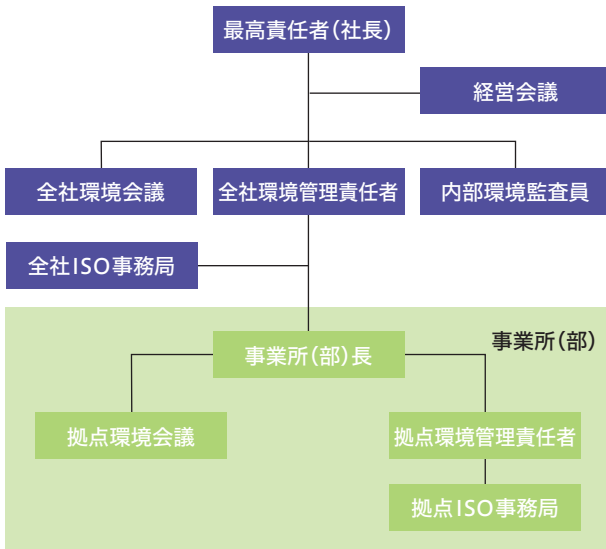 最高責任者（社長）
経営会議
全社環境会議
全社環境管理責任者
内部環境監査員
全社ISO事務局
事業所（部）
事業所（部）長
拠点環境会議
拠点環境管理責任者
拠点ISO事務局